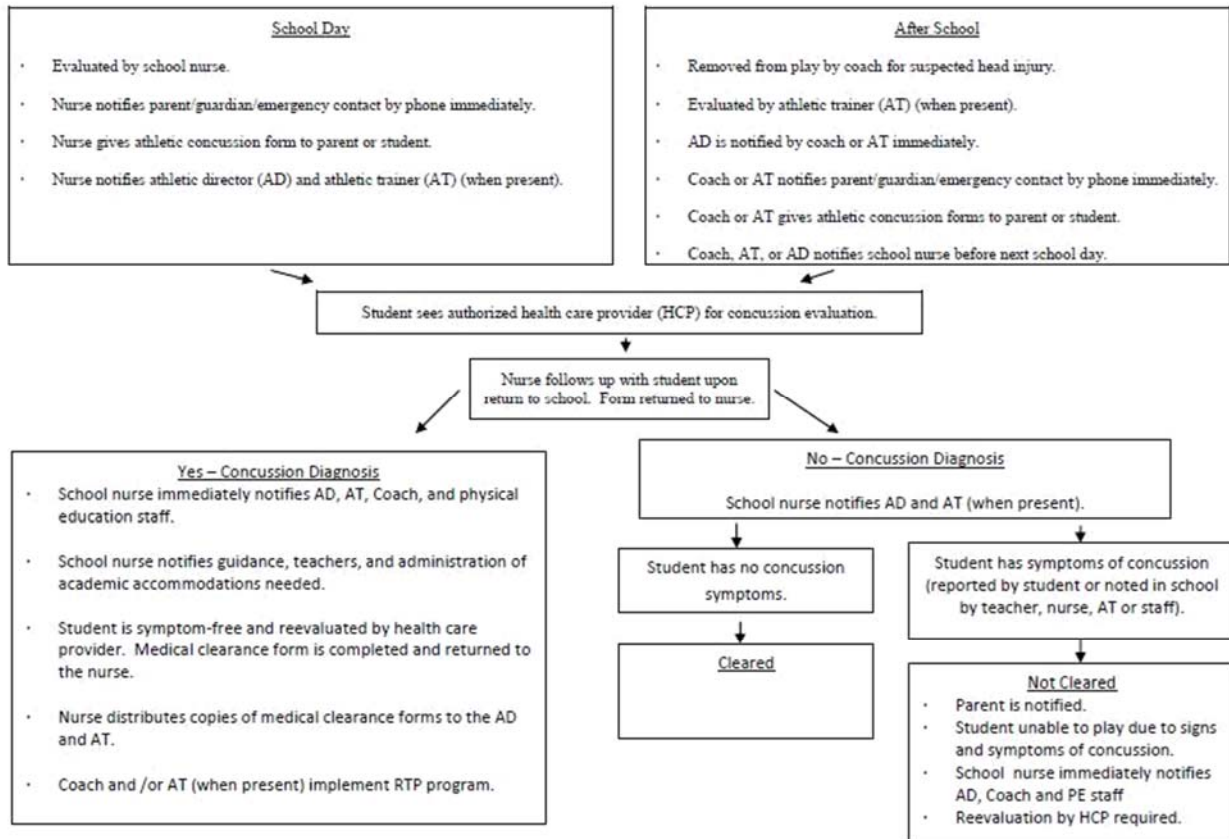 School Day
· Evaluated by school nurse.
· Nurse notifies parent/guardian/emergency contact by phone immediately.
· Nurse gives athletic concussion form to parent or student.
· Nurse notifies athletic director (AD) and athletic trainer (AT) (when present).
After School
· Removed from play by coach for suspected head injury.
· Evaluated by athletic trainer (AT) (when present).
· AD is notified by coach or AT immediately.
· Coach or AT notifies parent/guardian/emergency contact by phone immediately.
· Coach or AT gives athletic concussion forms to parent or student.
· Coach, AT, or AD notifies school nurse before next school day.
Student sees authorized health care provider (HCP) for concussion evaluation.
Nurse follows up with student upon
return to school. Form returned to nurse.
Yes – Concussion Diagnosis
· School nurse immediately notifies AD, AT, Coach, and physical
education staff.
· School nurse notifies guidance, teachers, and administration of
academic accommodations needed.
· Student is symptom-free and reevaluated by health care
provider. Medical clearance form is completed and returned to
the nurse.
· Nurse distributes copies of medical clearance forms to the AD
and AT.
· Coach and /or AT (when present) implement RTP program.
No – Concussion Diagnosis
School nurse notifies AD and AT (when present).
Student has no concussion
symptoms.
Cleared
Student has symptoms of concussion
(reported by student or noted in school
by teacher, nurse, AT or staff).
Not Cleared
· Parent is notified.
· Student unable to play due to signs
and symptoms of concussion.
· School nurse immediately notifies
AD, Coach and PE staff
· Reevaluation by HCP required.